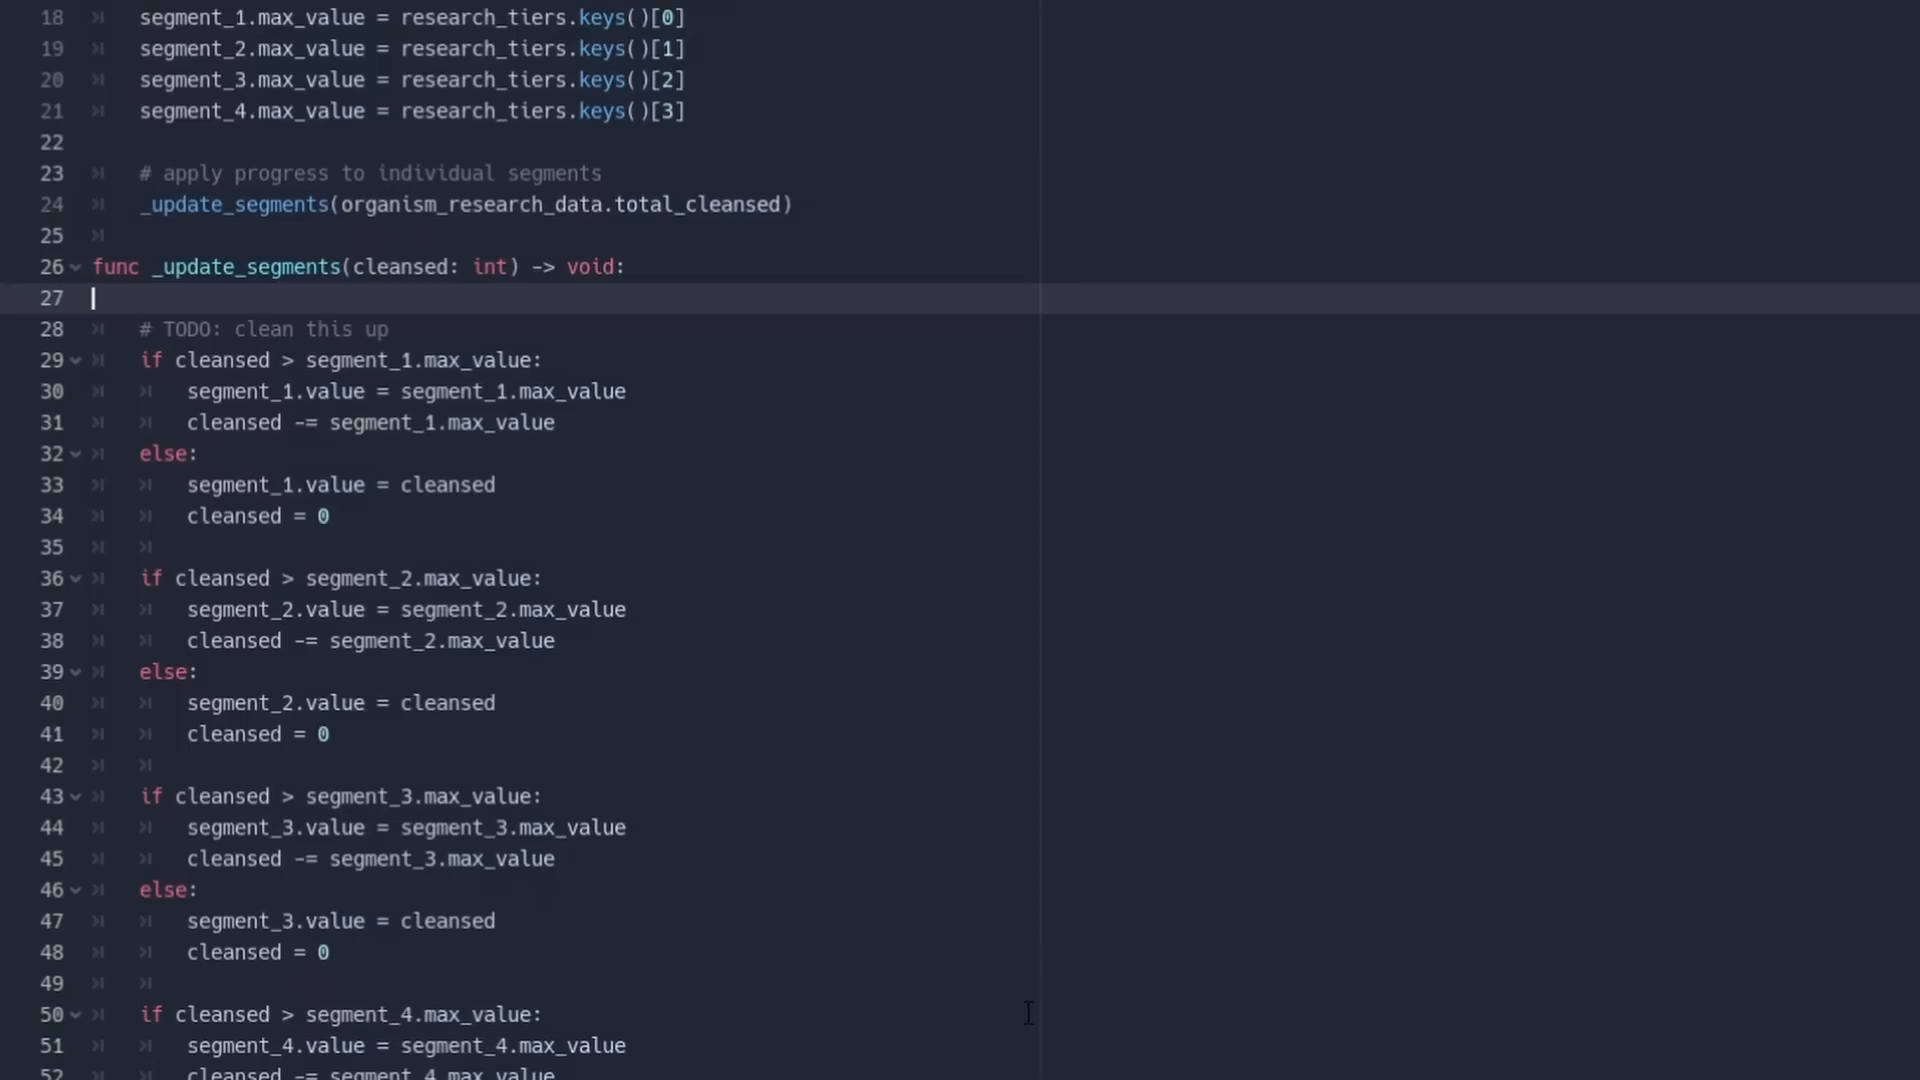 18 segment_1.max_value = research_tiers.keys()[0]
19 segment_2.max_value = research_tiers.keys()[1]
20 segment_3.max_value = research_tiers.keys()[2]
21 segment_4.max_value = research_tiers.keys()[3]
22
23 # apply progress to individual segments
24 _update_segments(organism_research_data.total_cleansed)
25
26 func _update_segments(cleansed: int) -> void:
27
28 # TODO: clean this up
29 if cleansed > segment_1.max_value:
30 segment_1.value = segment_1.max_value
31 cleansed -= segment_1.max_value
32 else:
33 segment_1.value = cleansed
34 cleansed = 0
35
36 if cleansed > segment_2.max_value:
37 segment_2.value = segment_2.max_value
38 cleansed -= segment_2.max_value
39 else:
40 segment_2.value = cleansed
41 cleansed = 0
42
43 if cleansed > segment_3.max_value:
44 segment_3.value = segment_3.max_value
45 cleansed -= segment_3.max_value
46 else:
47 segment_3.value = cleansed
48 cleansed = 0
49
50 if cleansed > segment_4.max_value:
51 segment_4.value = segment_4.max_value
52 cleansed -= segment_4.max_value